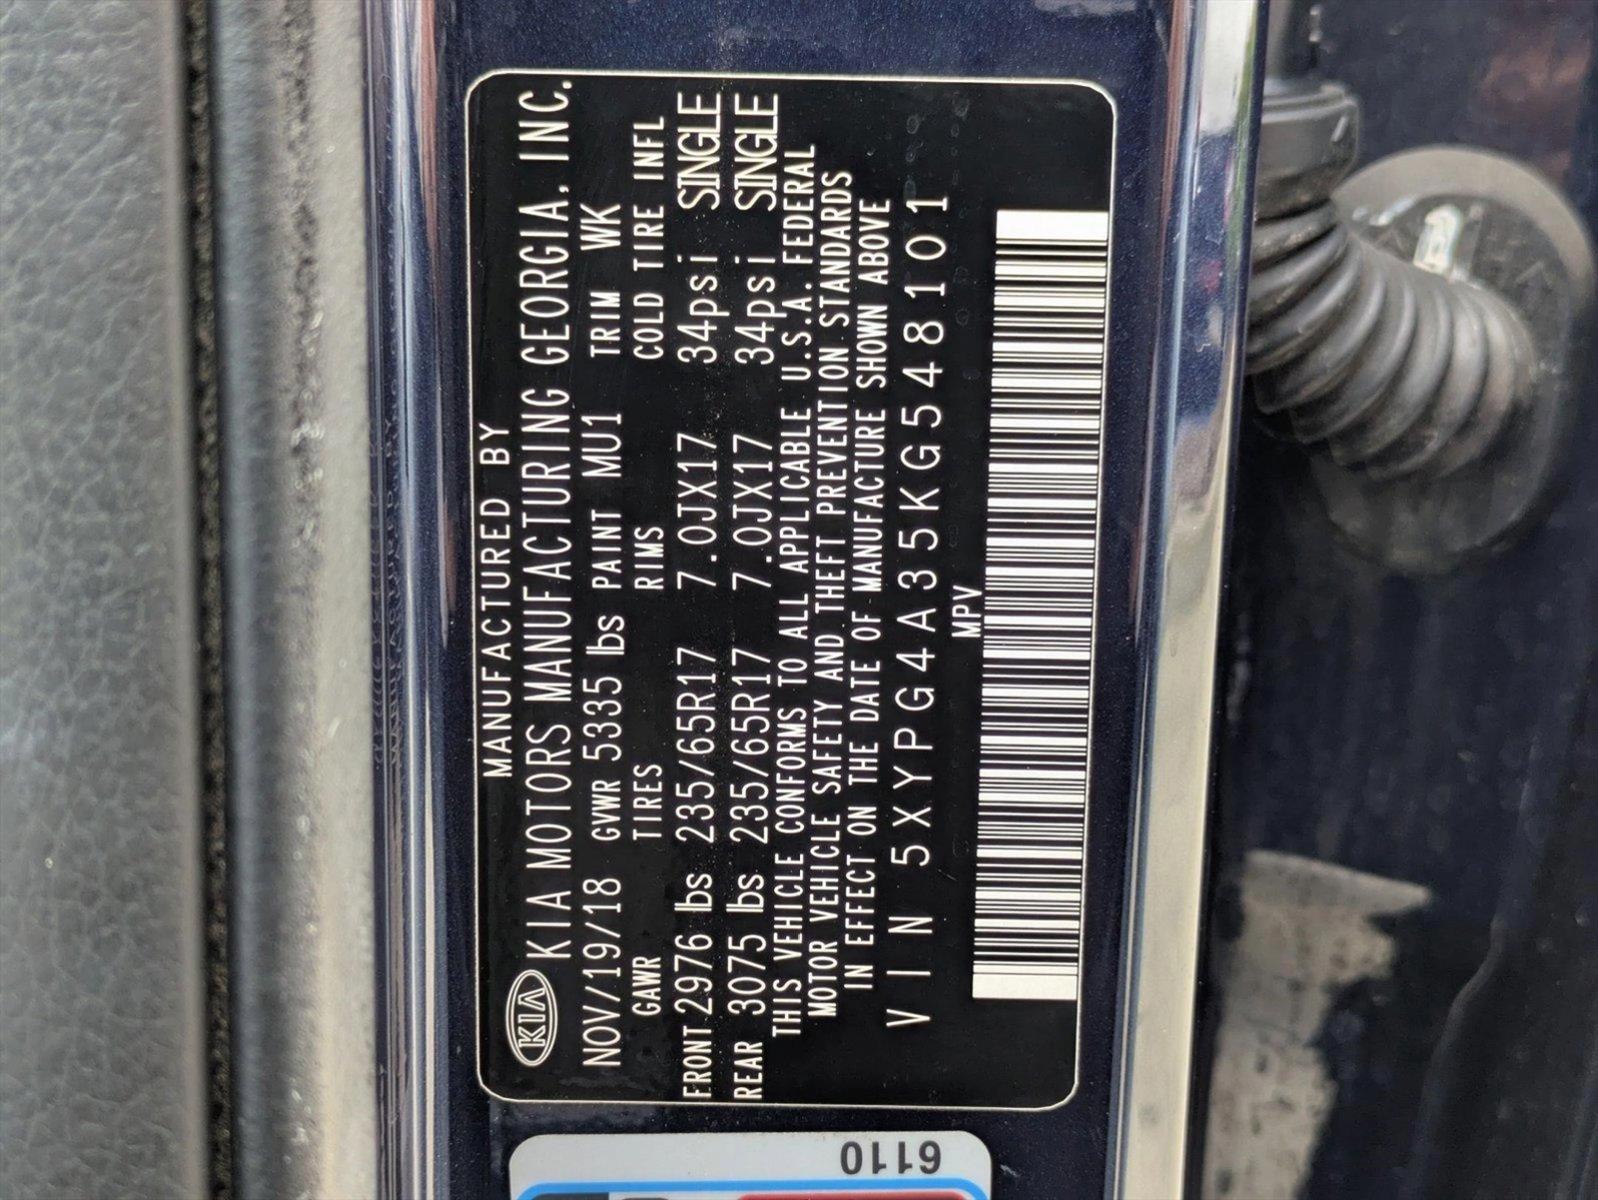 MANUFACTURED BY
KIA KIA MOTORS MANUFACTURING GEORGIA, INC.
NOV/19/18 GVWR 5335 lbs PAINT MU1 TRIM WK
GAWR TIRES RIMS COLD TIRE INFL
FRONT 2976 lbs 235/65R17 7.0JX17 34psi SINGLE
REAR 3075 lbs 235/65R17 7.0JX17 34psi SINGLE
THIS VEHICLE CONFORMS TO ALL APPLICABLE U.S.A. FEDERAL
MOTOR VEHICLE SAFETY AND THEFT PREVENTION STANDARDS
IN EFFECT ON THE DATE OF MANUFACTURE SHOWN ABOVE
VIN 5XYPG4A35KG548101
MPV
6110